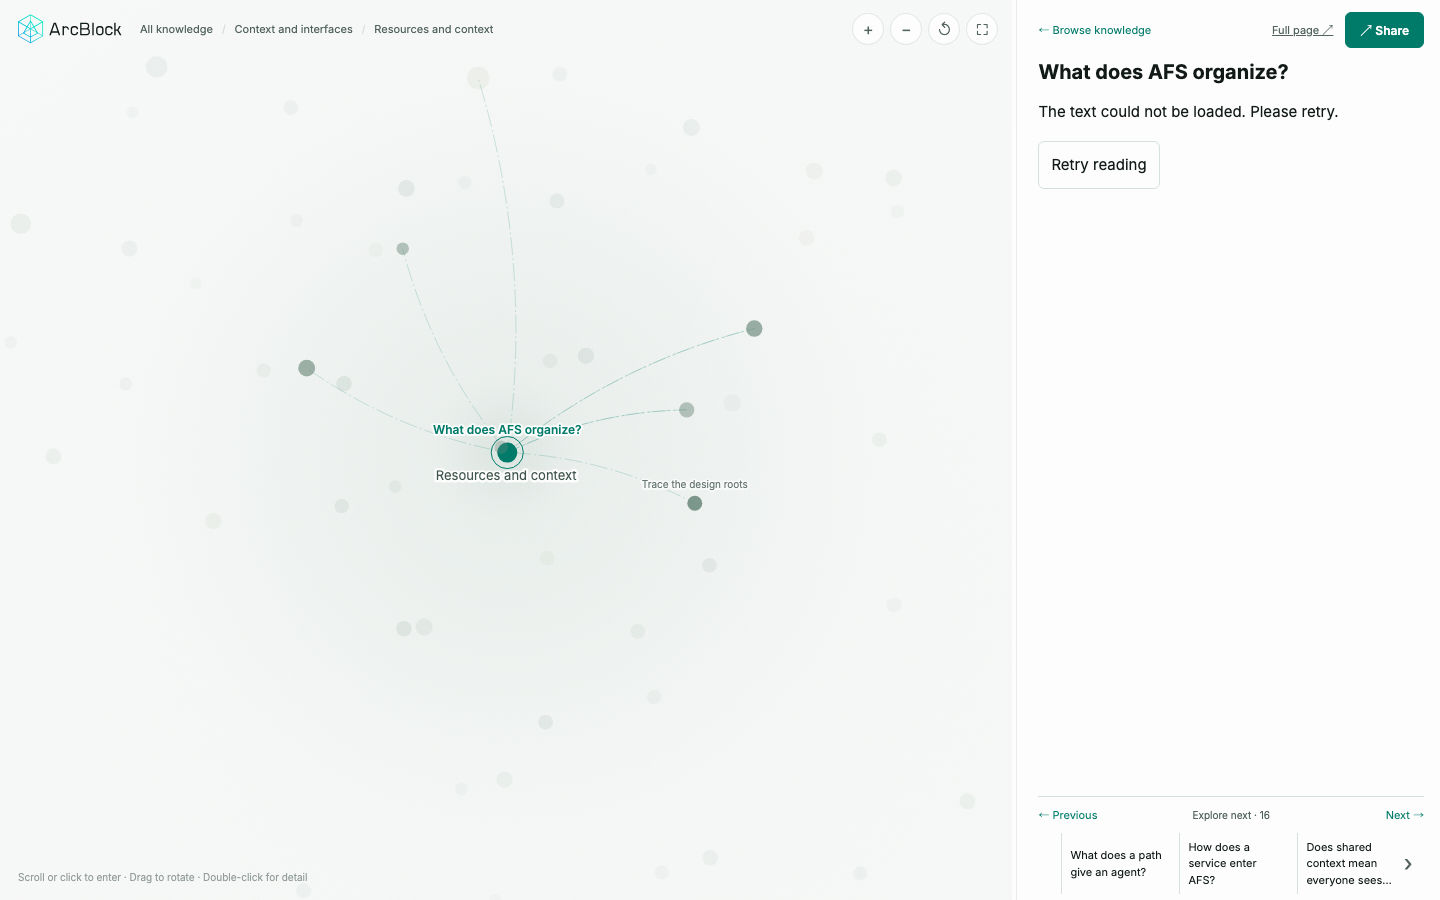 ArcBlock
All knowledge / Context and interfaces / Resources and context
← Browse knowledge
Full page ↗
↗ Share
What does AFS organize?
The text could not be loaded. Please retry.
Retry reading
What does AFS organize?
Resources and context
Trace the design roots
← Previous
Explore next · 16
Next →
What does a path
give an agent?
How does a
service enter
AFS?
Does shared
context mean
everyone sees...
Scroll or click to enter · Drag to rotate · Double-click for detail